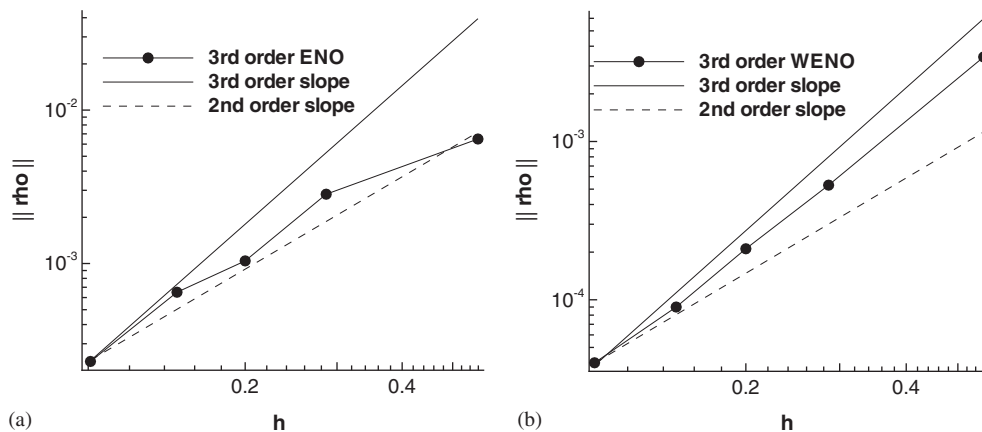 10^-2
10^-3
|| rho ||
3rd order ENO
3rd order slope
2nd order slope
0.2
0.4
h
(a)
10^-3
10^-4
|| rho ||
3rd order WENO
3rd order slope
2nd order slope
0.2
0.4
h
(b)